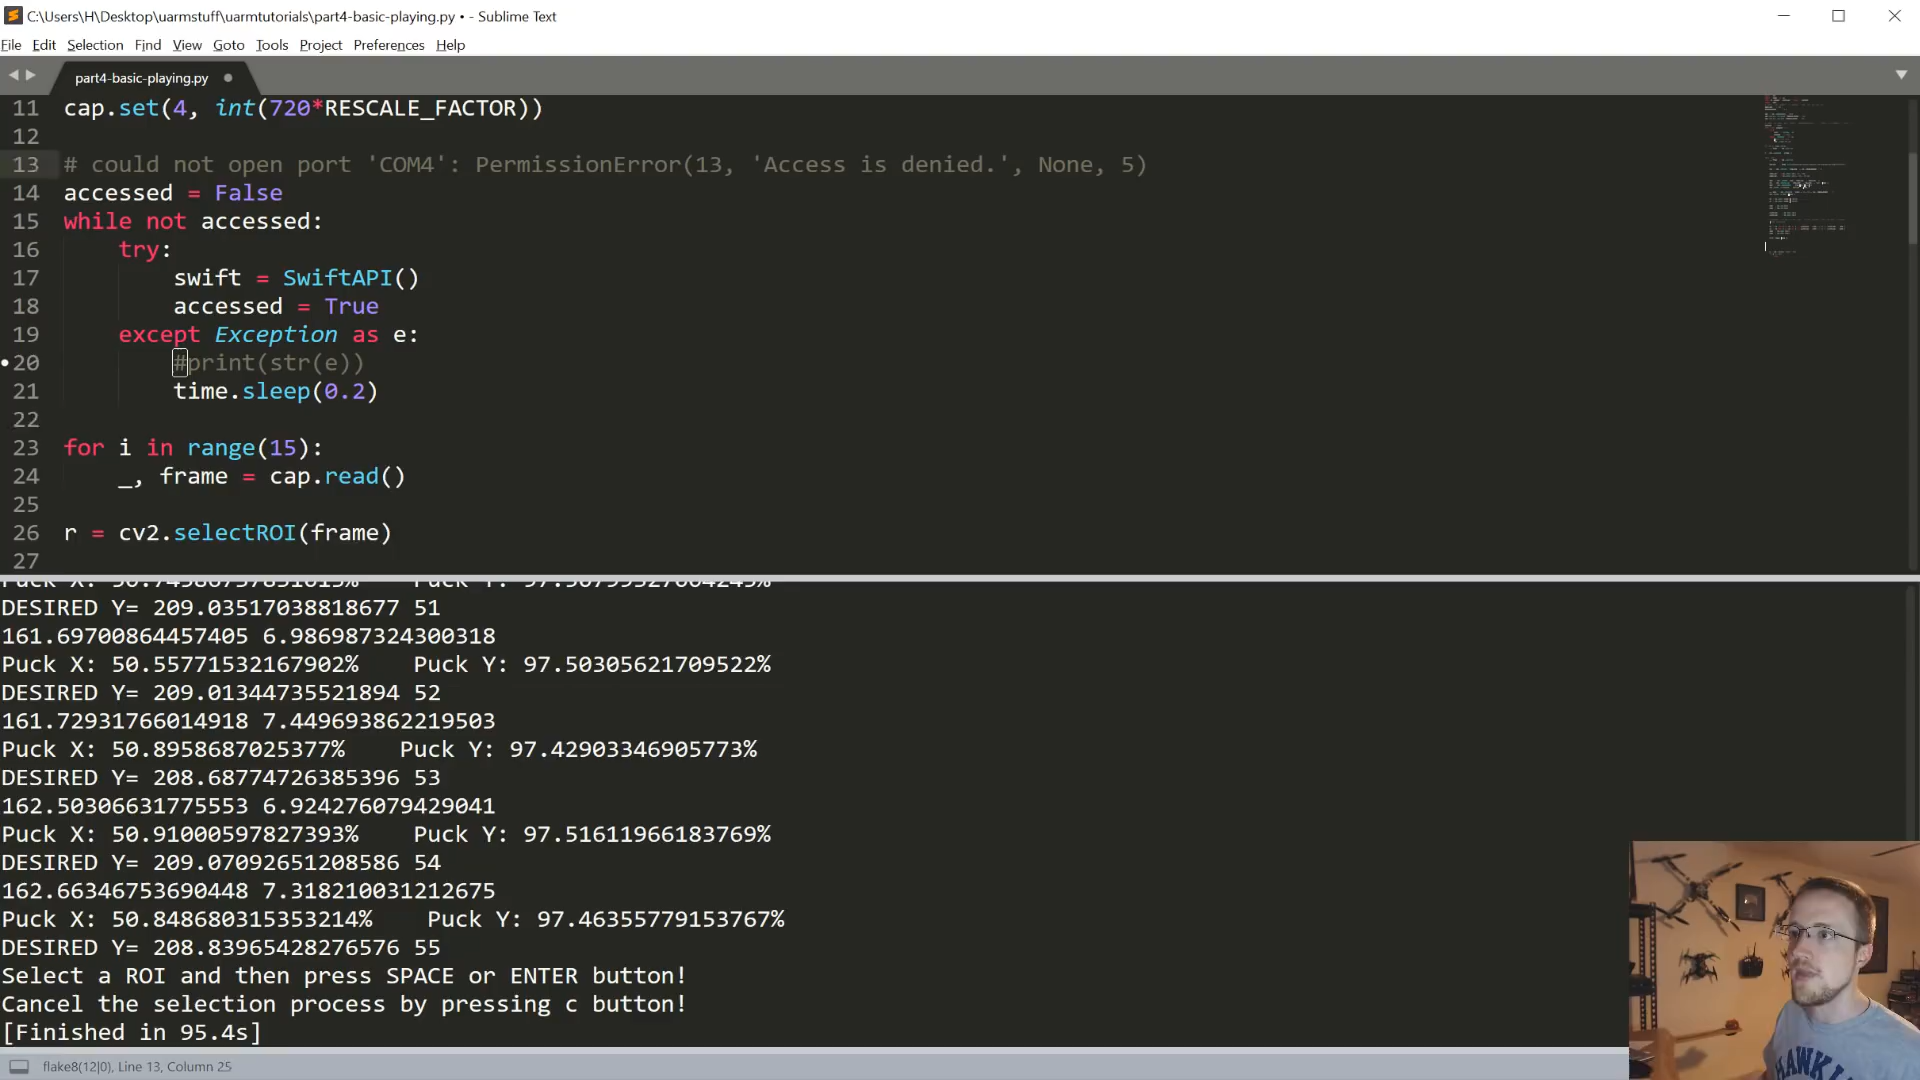 C:\Users\H\Desktop\uarmstuff\uarmtutorials\part4-basic-playing.py • - Sublime Text
File Edit Selection Find View Goto Tools Project Preferences Help
part4-basic-playing.py
11 cap.set(4, int(720*RESCALE_FACTOR))
12
13 # could not open port 'COM4': PermissionError(13, 'Access is denied.', None, 5)
14 accessed = False
15 while not accessed:
16 try:
17 swift = SwiftAPI()
18 accessed = True
19 except Exception as e:
20 #print(str(e))
21 time.sleep(0.2)
22
23 for i in range(15):
24 _, frame = cap.read()
25
26 r = cv2.selectROI(frame)
27
DESIRED Y= 209.03517038818677 51
161.69700864457405 6.986987324300318
Puck X: 50.55771532167902% Puck Y: 97.50305621709522%
DESIRED Y= 209.01344735521894 52
161.72931766014918 7.449693862219503
Puck X: 50.8958687025377% Puck Y: 97.42903346905773%
DESIRED Y= 208.68774726385396 53
162.50306631775553 6.924276079429041
Puck X: 50.91000597827393% Puck Y: 97.51611966183769%
DESIRED Y= 209.07092651208586 54
162.66346753690448 7.318210031212675
Puck X: 50.848680315353214% Puck Y: 97.46355779153767%
DESIRED Y= 208.83965428276576 55
Select a ROI and then press SPACE or ENTER button!
Cancel the selection process by pressing c button!
[Finished in 95.4s]
flake8(12|0), Line 13, Column 25